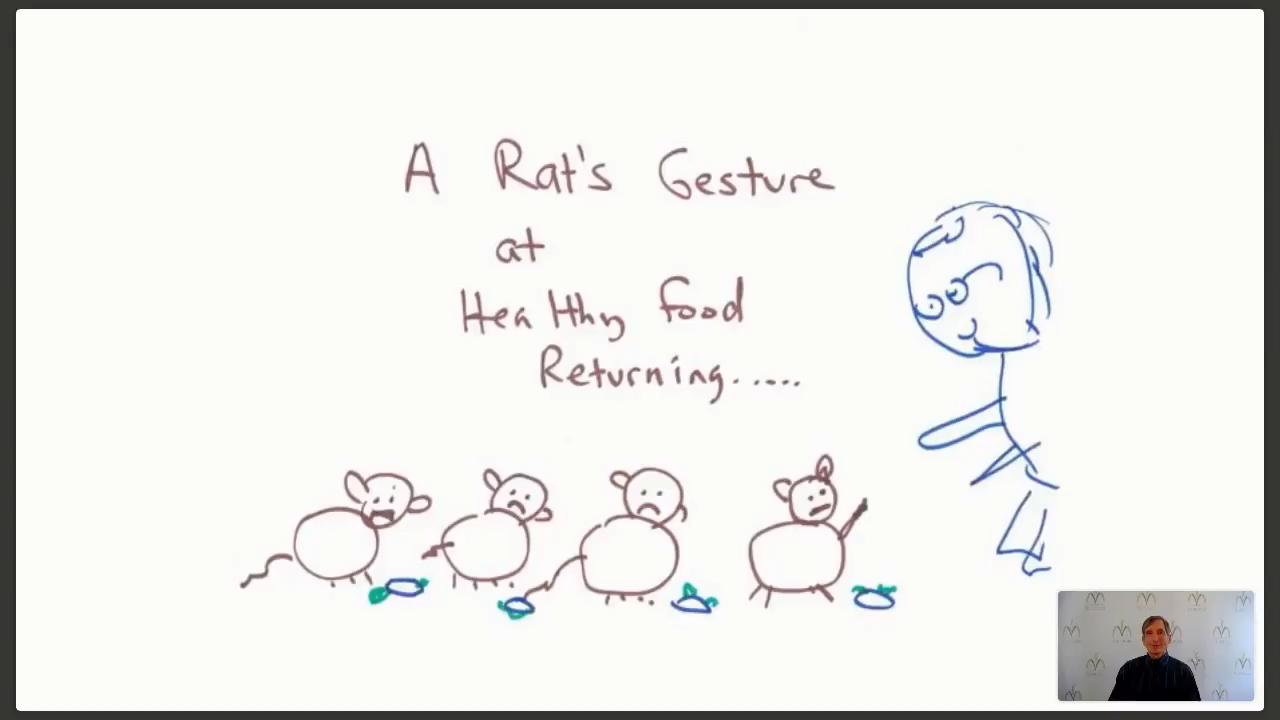 A Rat's Gesture
at
Healthy food
Returning.....